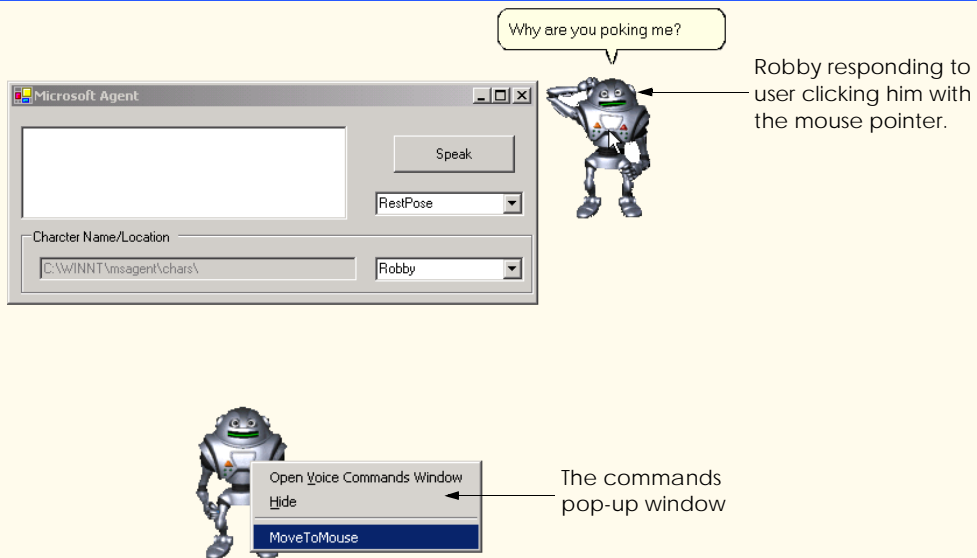 Why are you poking me?
Robby responding to
user clicking him with
the mouse pointer.
Microsoft Agent
Speak
RestPose
Charcter Name/Location
C:\WINNT\msagent\chars\
Robby
Open Voice Commands Window
Hide
MoveToMouse
The commands
pop-up window